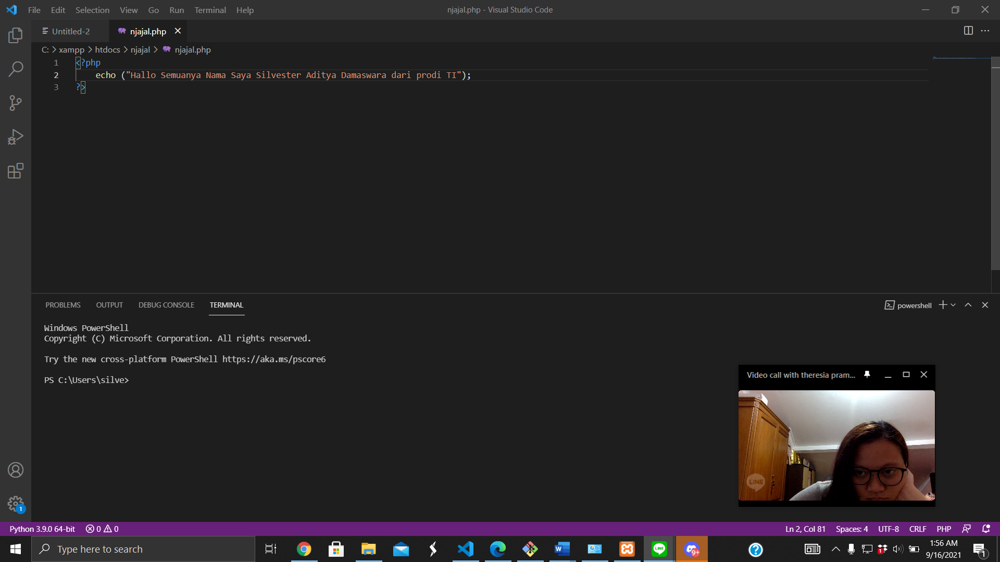 File Edit Selection View Go Run Terminal Help
njajal.php - Visual Studio Code
Untitled-2
njajal.php
C: > xampp > htdocs > njajal > njajal.php
1 <?php
2 echo ("Hallo Semuanya Nama Saya Silvester Aditya Damaswara dari prodi TI");
3 ?>
PROBLEMS OUTPUT DEBUG CONSOLE TERMINAL
powershell
Windows PowerShell
Copyright (C) Microsoft Corporation. All rights reserved.
Try the new cross-platform PowerShell https://aka.ms/pscore6
PS C:\Users\silve>
Video call with theresia pram...
LINE
1
Python 3.9.0 64-bit 0 0
Ln 2, Col 81 Spaces: 4 UTF-8 CRLF PHP
Type here to search
W
LINE
9+
?
1
1:56 AM
9/16/2021
1